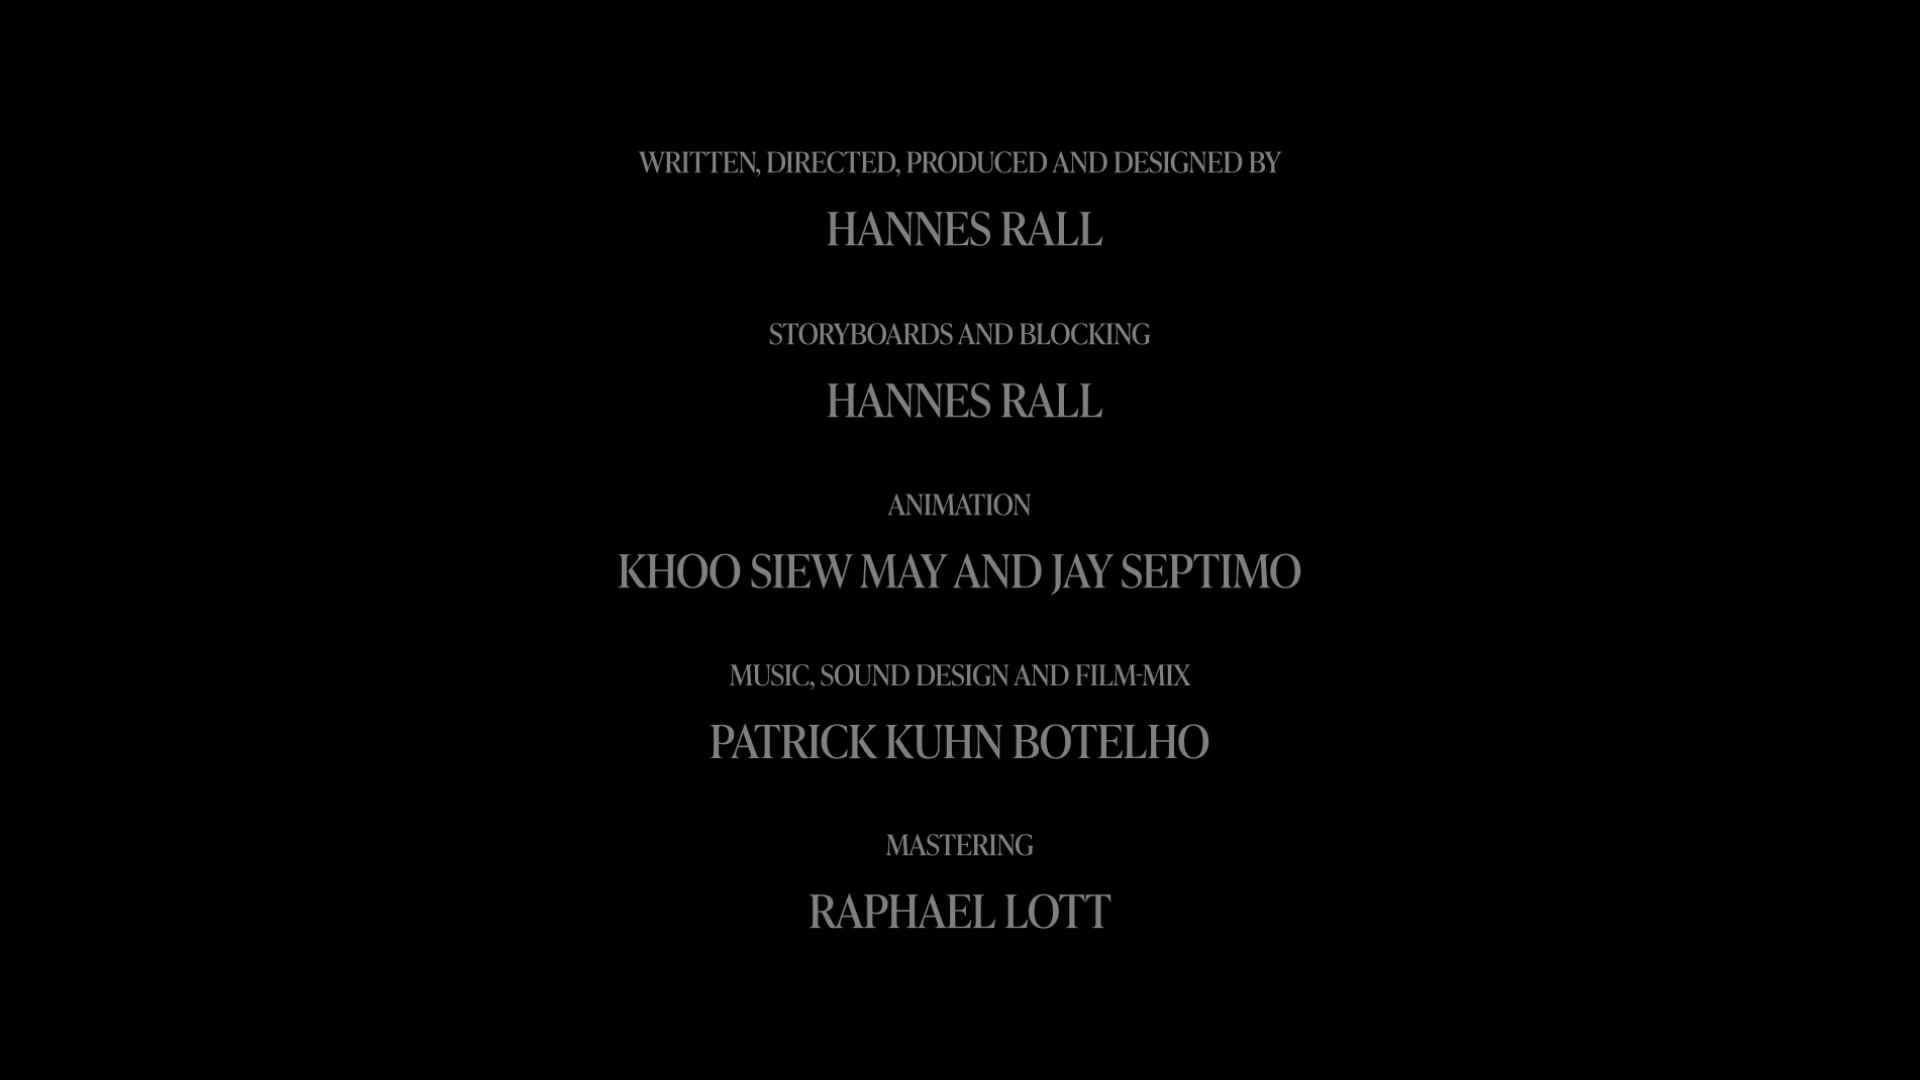 WRITTEN, DIRECTED, PRODUCED AND DESIGNED BY
HANNES RALL
STORYBOARDS AND BLOCKING
HANNES RALL
ANIMATION
KHOO SIEW MAY AND JAY SEPTIMO
MUSIC, SOUND DESIGN AND FILM-MIX
PATRICK KUHN BOTELHO
MASTERING
RAPHAEL LOTT